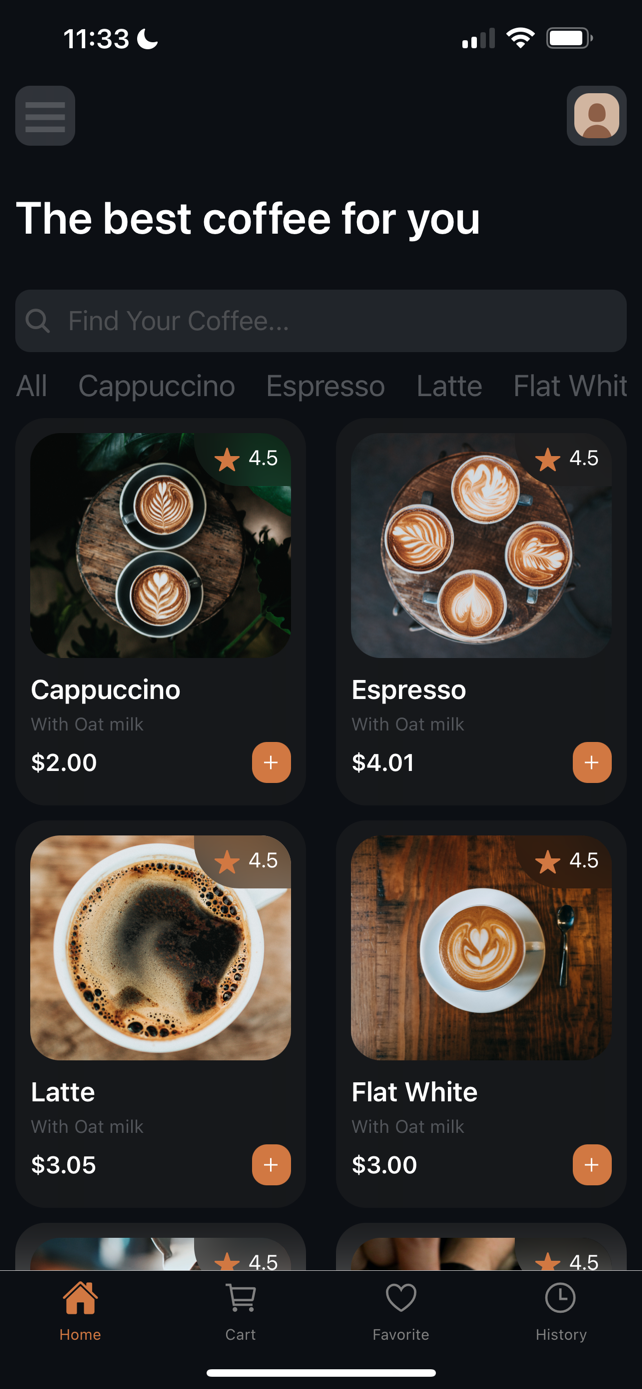 11:33
The best coffee for you
Find Your Coffee...
All Cappuccino Espresso Latte Flat Whit
4.5 4.5
Cappuccino Espresso
With Oat milk With Oat milk
$2.00 + $4.01 +
4.5 4.5
Latte Flat White
With Oat milk With Oat milk
$3.05 + $3.00 +
4.5 4.5
Home Cart Favorite History